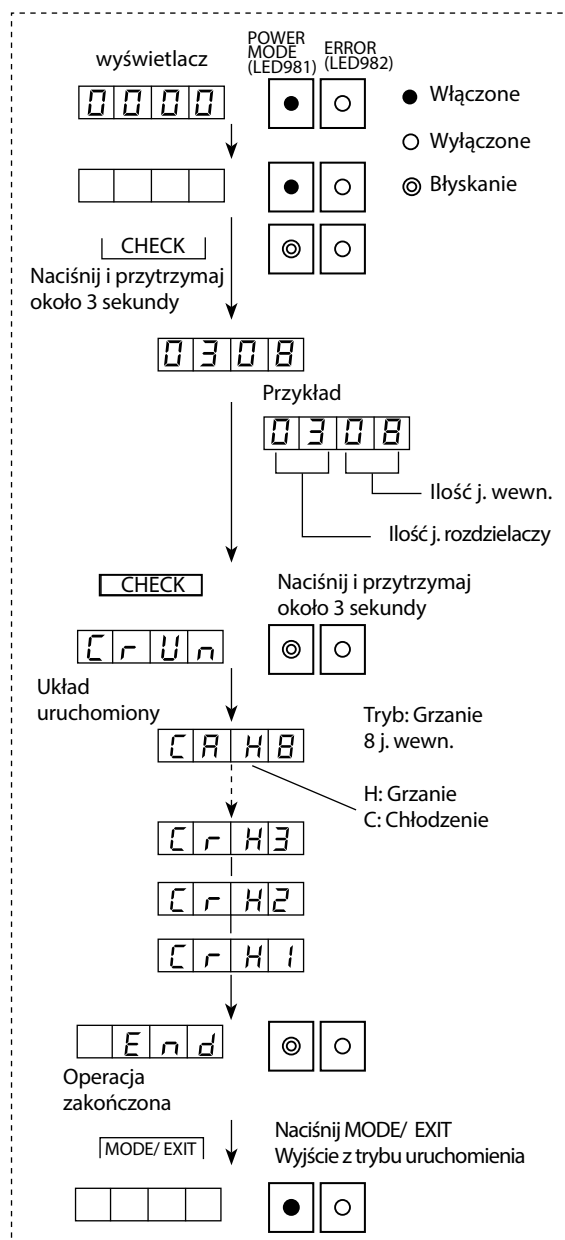 POWER
MODE
(LED981)
ERROR
(LED982)
wyświetlacz
0000
● Włączone
○ Wyłączone
◎ Błyskanie
CHECK
Naciśnij i przytrzymaj
około 3 sekundy
0308
Przykład
0308
Ilość j. wewn.
Ilość j. rozdzielaczy
CHECK
Naciśnij i przytrzymaj
około 3 sekundy
CrUn
Układ
uruchomiony
CAH8
Tryb: Grzanie
8 j. wewn.
H: Grzanie
C: Chłodzenie
CrH3
CrH2
CrH1
End
Operacja
zakończona
MODE/ EXIT
Naciśnij MODE/ EXIT
Wyjście z trybu uruchomienia